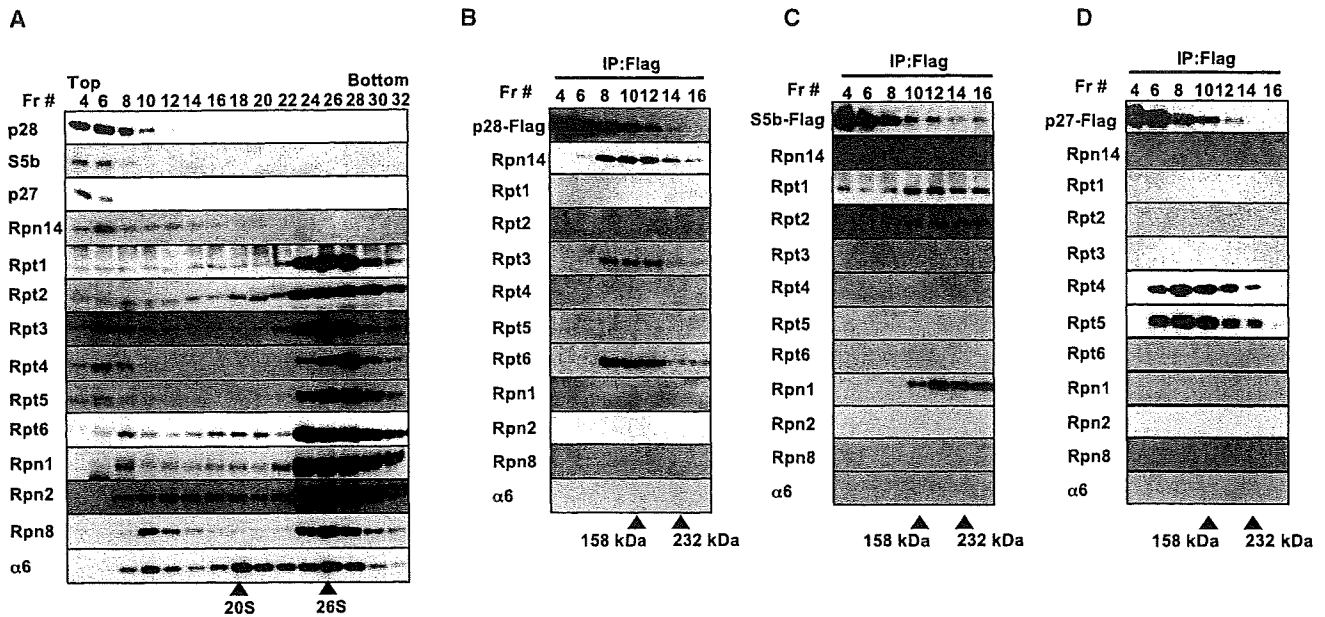 A
Top Bottom
Fr # 4 6 8 10 12 14 16 18 20 22 24 26 28 30 32
p28
S5b
p27
Rpn14
Rpt1
Rpt2
Rpt3
Rpt4
Rpt5
Rpt6
Rpn1
Rpn2
Rpn8
α6
20S 26S
B
IP:Flag
Fr # 4 6 8 10 12 14 16
p28-Flag
Rpn14
Rpt1
Rpt2
Rpt3
Rpt4
Rpt5
Rpt6
Rpn1
Rpn2
Rpn8
α6
158 kDa 232 kDa
C
IP:Flag
Fr # 4 6 8 10 12 14 16
S5b-Flag
Rpn14
Rpt1
Rpt2
Rpt3
Rpt4
Rpt5
Rpt6
Rpn1
Rpn2
Rpn8
α6
158 kDa 232 kDa
D
IP:Flag
Fr # 4 6 8 10 12 14 16
p27-Flag
Rpn14
Rpt1
Rpt2
Rpt3
Rpt4
Rpt5
Rpt6
Rpn1
Rpn2
Rpn8
α6
158 kDa 232 kDa